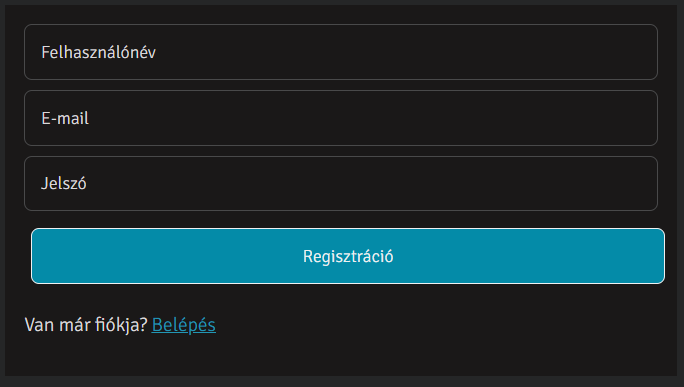 Felhasználónév
E-mail
Jelszó
Regisztráció
Van már fiókja? Belépés